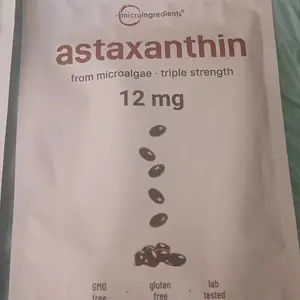 microingredients®
astaxanthin
from microalgae · triple strength
12 mg
GMO free · gluten free · lab tested